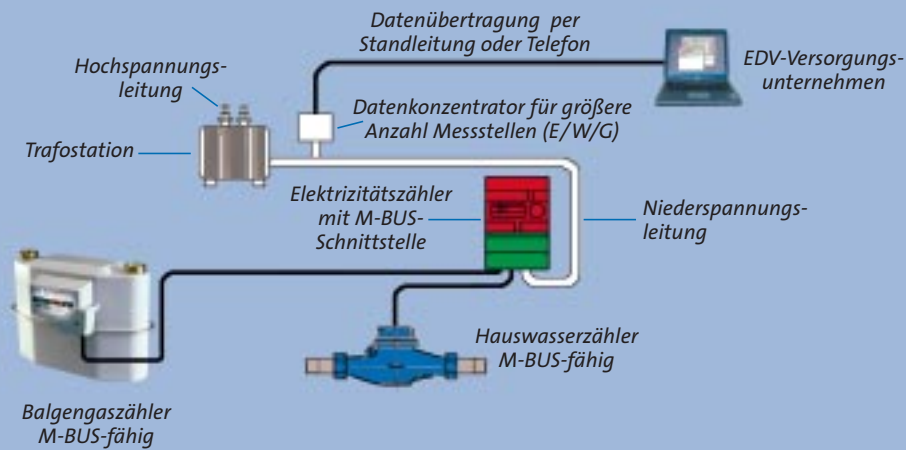 Datenübertragung per
Standleitung oder Telefon
EDV-Versorgungs-
unternehmen
Hochspannungs-
leitung
Datenkonzentrator für größere
Anzahl Messstellen (E/W/G)
Trafostation
Elektrizitätszähler
mit M-BUS-
Schnittstelle
Niederspannungs-
leitung
Hauswasserzähler
M-BUS-fähig
Balgengaszähler
M-BUS-fähig